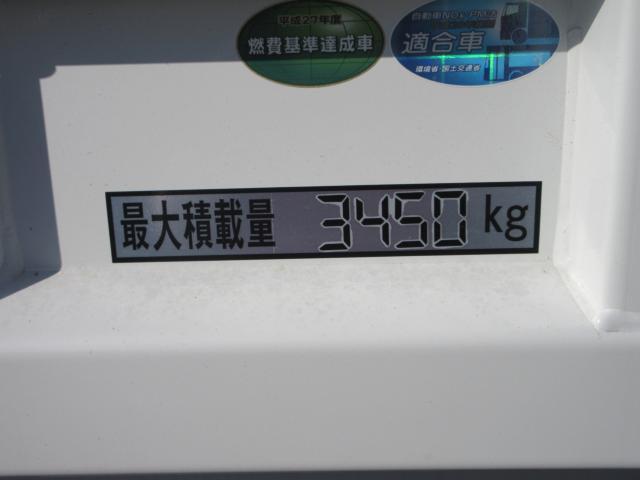 平成27年度
燃費基準達成車
自動車NOx・PM法
適合車
環境省・国土交通省
最大積載量 3450 kg